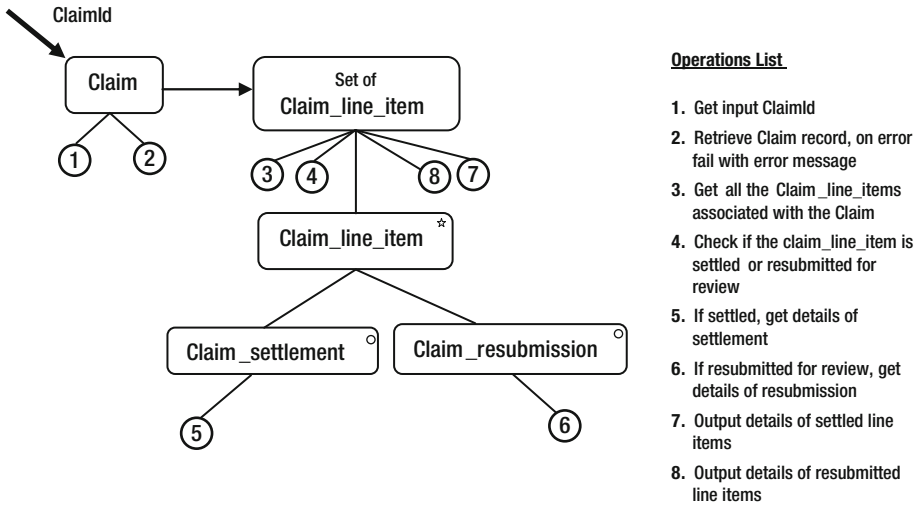 ClaimId
Claim
Set of
Claim_line_item
1
2
3
4
8
7
Claim_line_item
Claim_settlement
Claim_resubmission
5
6
Operations List
1. Get input ClaimId
2. Retrieve Claim record, on error
fail with error message
3. Get all the Claim_line_items
associated with the Claim
4. Check if the claim_line_item is
settled or resubmitted for
review
5. If settled, get details of
settlement
6. If resubmitted for review, get
details of resubmission
7. Output details of settled line
items
8. Output details of resubmitted
line items